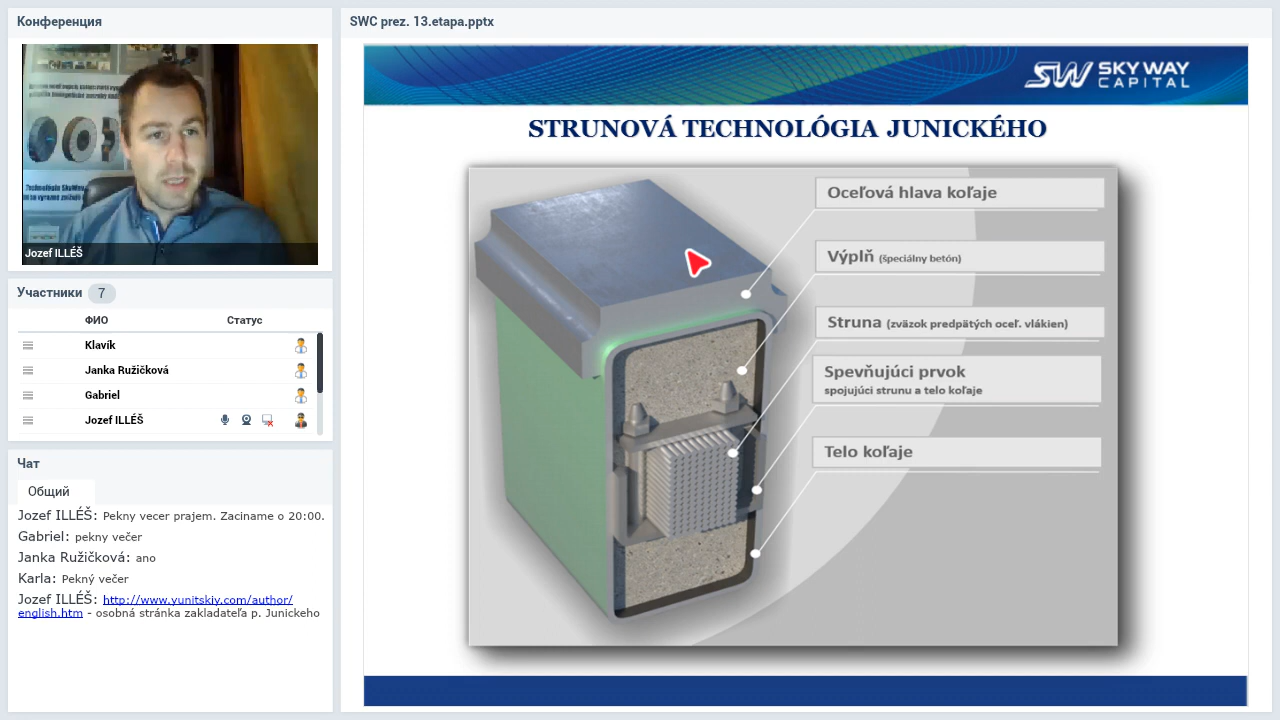 Конференция
Technológia SkyWay
Jozef ILLÉŠ
Участники 7
ФИО Статус
Klavík
Janka Ružičková
Gabriel
Jozef ILLÉŠ
Чат
Общий
Jozef ILLÉŠ: Pekny vecer prajem. Zaciname o 20:00.
Gabriel: pekny večer
Janka Ružičková: ano
Karla: Pekný večer
Jozef ILLÉŠ: http://www.yunitskiy.com/author/
english.htm - osobná stránka zakladateľa p. Junickeho
SWC prez. 13.etapa.pptx
SW SKY WAY
CAPITAL
STRUNOVÁ TECHNOLÓGIA JUNICKÉHO
Oceľová hlava koľaje
Výplň (špeciálny betón)
Struna (zväzok predpätých oceľ. vlákien)
Spevňujúci prvok
spojujúci strunu a telo koľaje
Telo koľaje